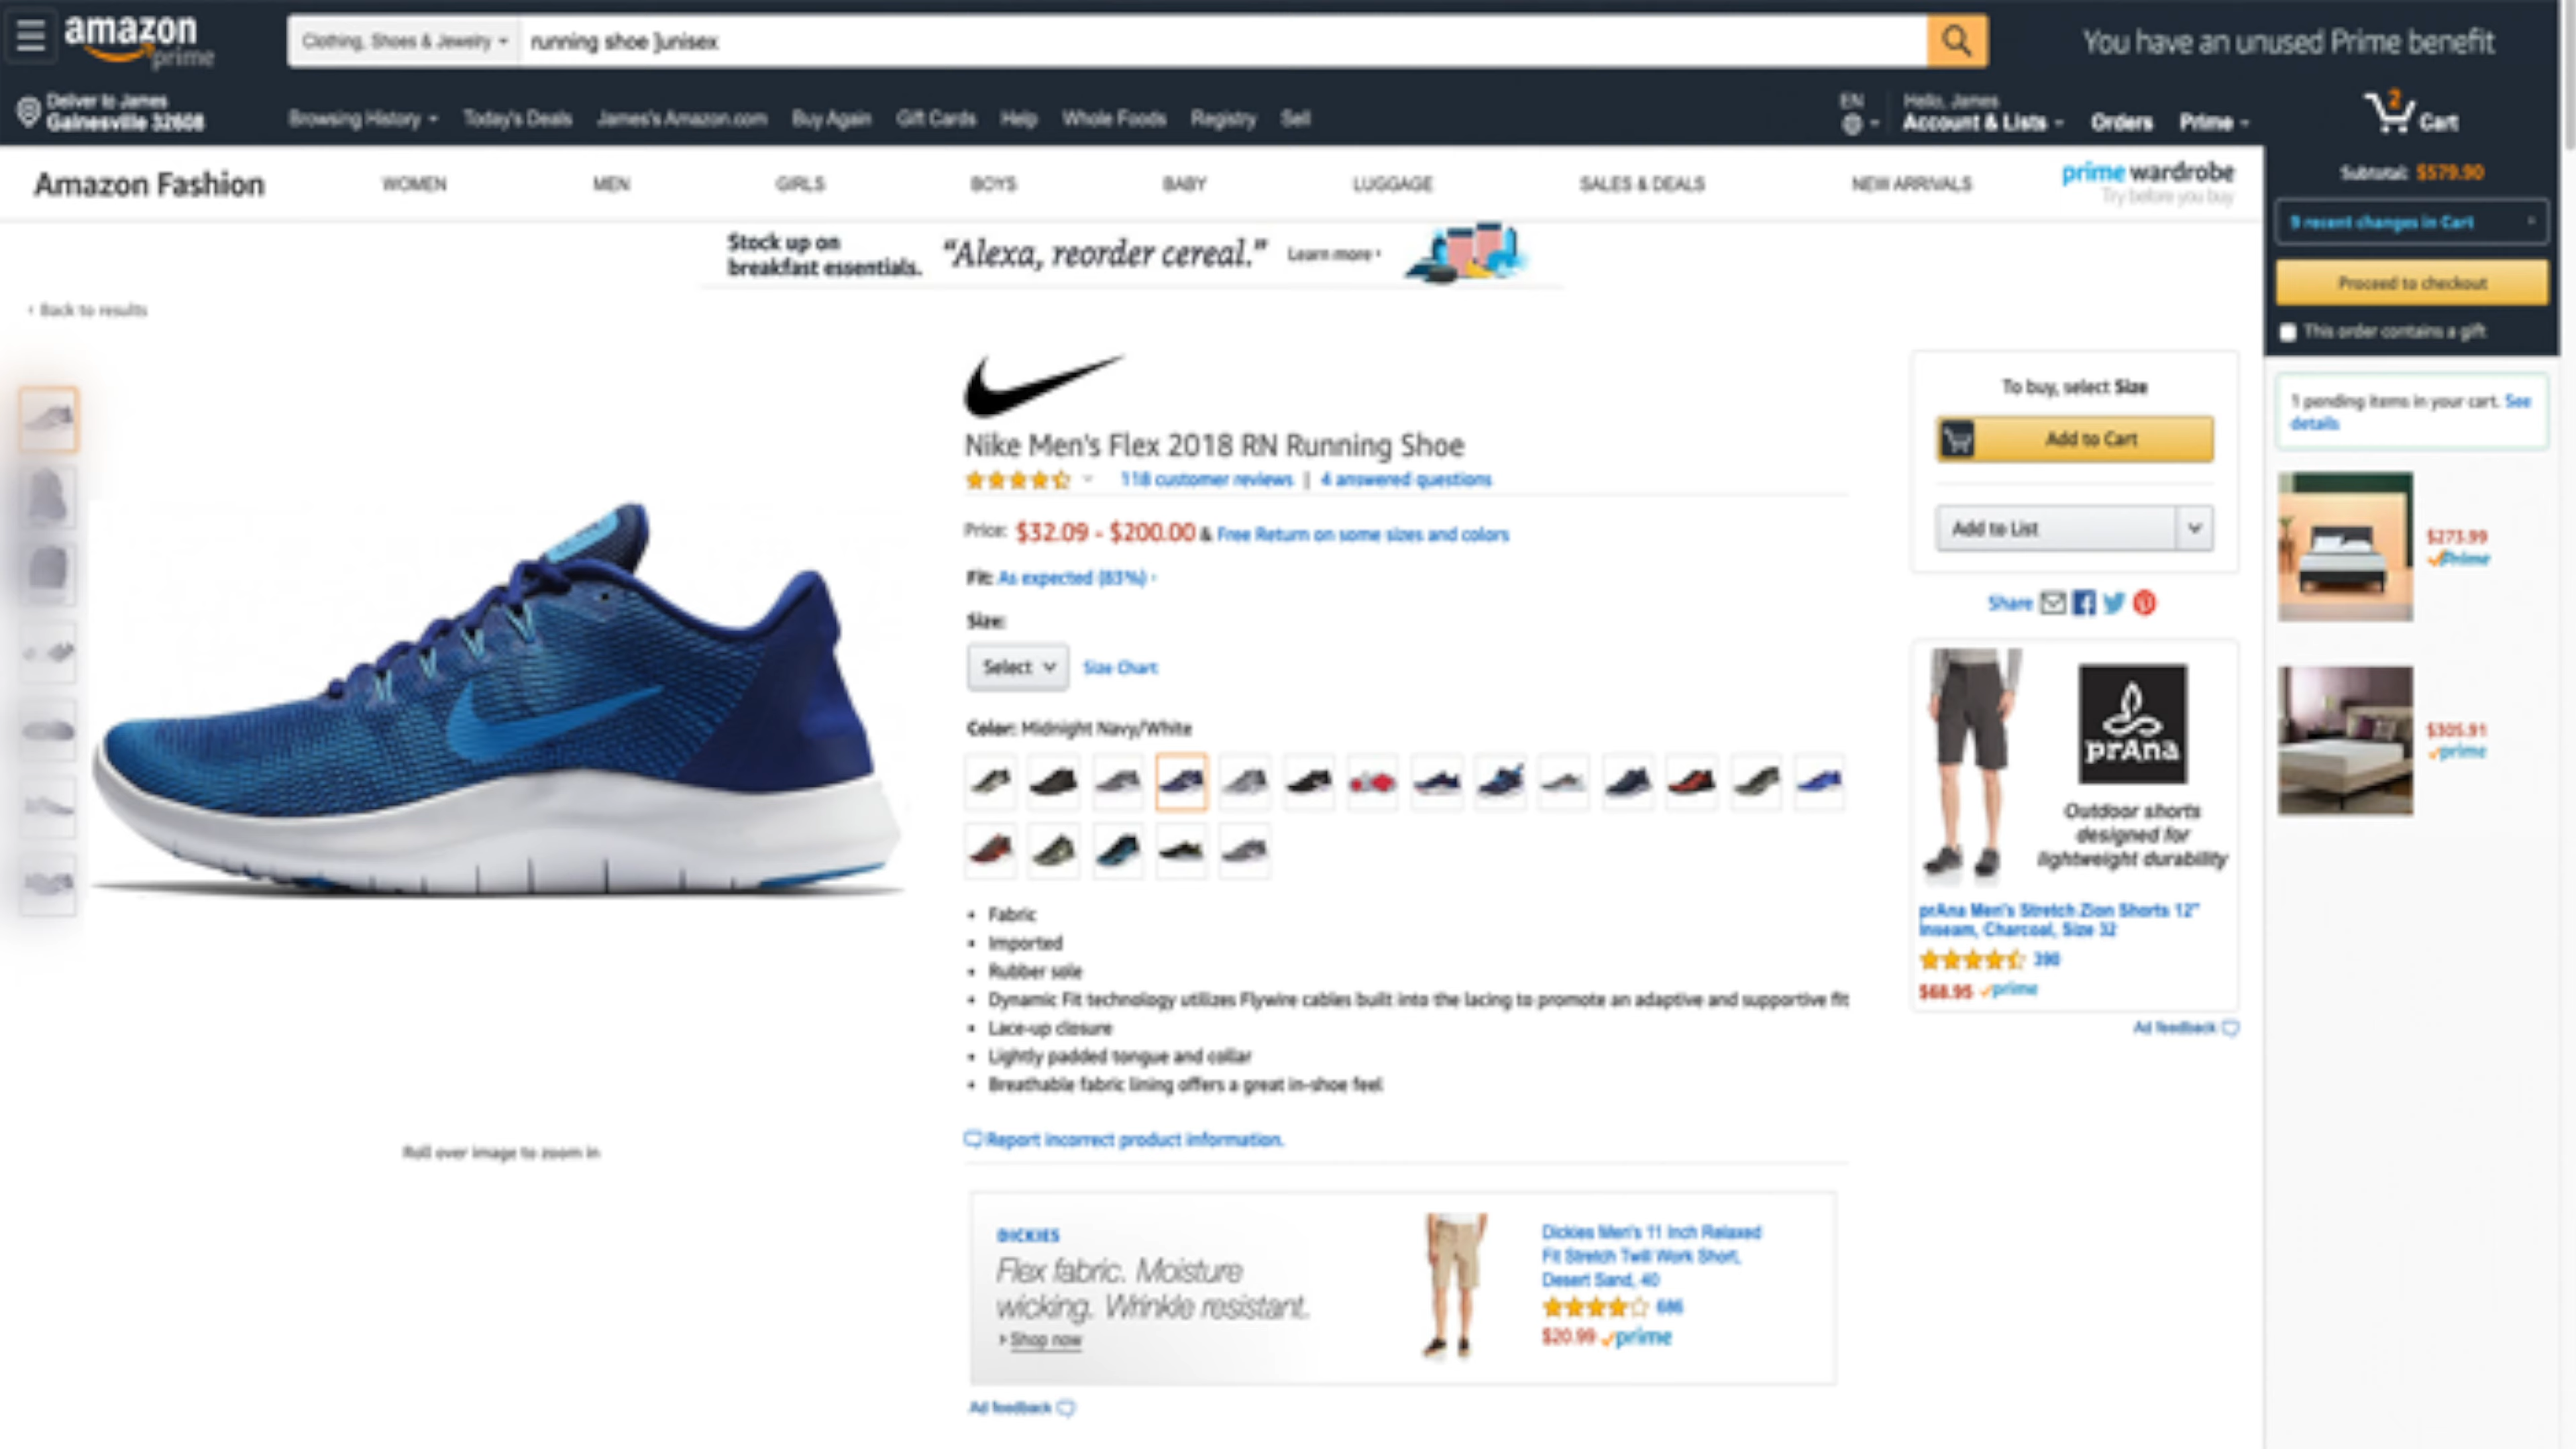 amazon
prime
Clothing, Shoes & Jewelry
running shoe ]unisex
You have an unused Prime benefit
Deliver to James
Gainesville 32608
Browsing History
Today's Deals
James's Amazon.com
Buy Again
Gift Cards
Help
Whole Foods
Registry
Sell
EN
Hello, James
Account & Lists
Orders
Prime
2
Cart
Amazon Fashion
WOMEN
MEN
GIRLS
BOYS
BABY
LUGGAGE
SALES & DEALS
NEW ARRIVALS
prime wardrobe
Try before you buy
Subtotal: $579.90
9 recent changes in Cart
Proceed to checkout
This order contains a gift
Stock up on
breakfast essentials.
"Alexa, reorder cereal."
Learn more ›
‹ Back to results
Nike Men's Flex 2018 RN Running Shoe
118 customer reviews | 4 answered questions
Price: $32.09 - $200.00 & Free Return on some sizes and colors
Fit: As expected (83%) ›
Size:
Select
Size Chart
Color: Midnight Navy/White
• Fabric
• Imported
• Rubber sole
• Dynamic Fit technology utilizes Flywire cables built into the lacing to promote an adaptive and supportive fit
• Lace-up closure
• Lightly padded tongue and collar
• Breathable fabric lining offers a great in-shoe feel
Report incorrect product information.
Roll over image to zoom in
DICKIES
Flex fabric. Moisture
wicking. Wrinkle resistant.
Shop now
Dickies Men's 11 Inch Relaxed
Fit Stretch Twill Work Short,
Desert Sand, 40
686
$20.99 prime
Ad feedback
To buy, select Size
Add to Cart
Add to List
Share
prAna
Outdoor shorts
designed for
lightweight durability
prAna Men's Stretch Zion Shorts 12"
Inseam, Charcoal, Size 32
390
$68.95 prime
Ad feedback
1 pending items in your cart. See
details
$273.99
Prime
$305.91
prime